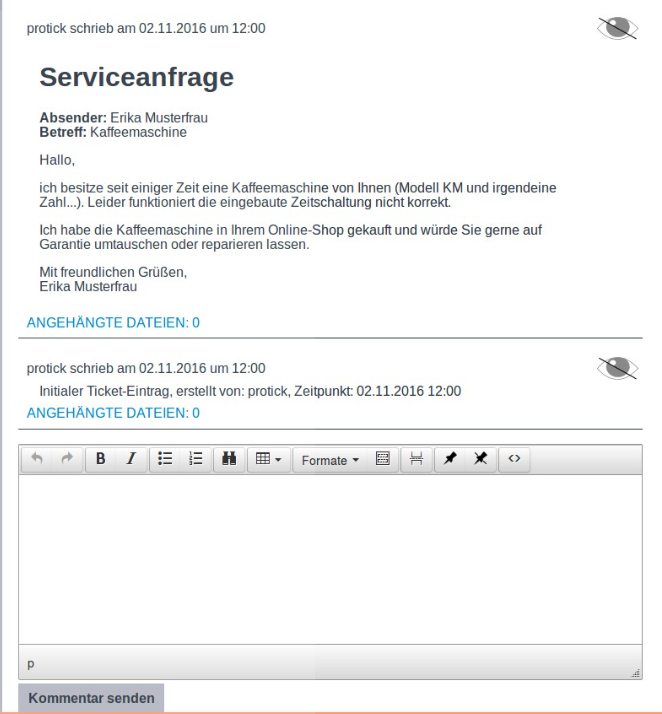 protick schrieb am 02.11.2016 um 12:00
Serviceanfrage
Absender: Erika Musterfrau
Betreff: Kaffeemaschine
Hallo,
ich besitze seit einiger Zeit eine Kaffeemaschine von Ihnen (Modell KM und irgendeine
Zahl...). Leider funktioniert die eingebaute Zeitschaltung nicht korrekt.
Ich habe die Kaffeemaschine in Ihrem Online-Shop gekauft und würde Sie gerne auf
Garantie umtauschen oder reparieren lassen.
Mit freundlichen Grüßen,
Erika Musterfrau
ANGEHÄNGTE DATEIEN: 0
protick schrieb am 02.11.2016 um 12:00
Initialer Ticket-Eintrag, erstellt von: protick, Zeitpunkt: 02.11.2016 12:00
ANGEHÄNGTE DATEIEN: 0
B I Formate <>
p
Kommentar senden